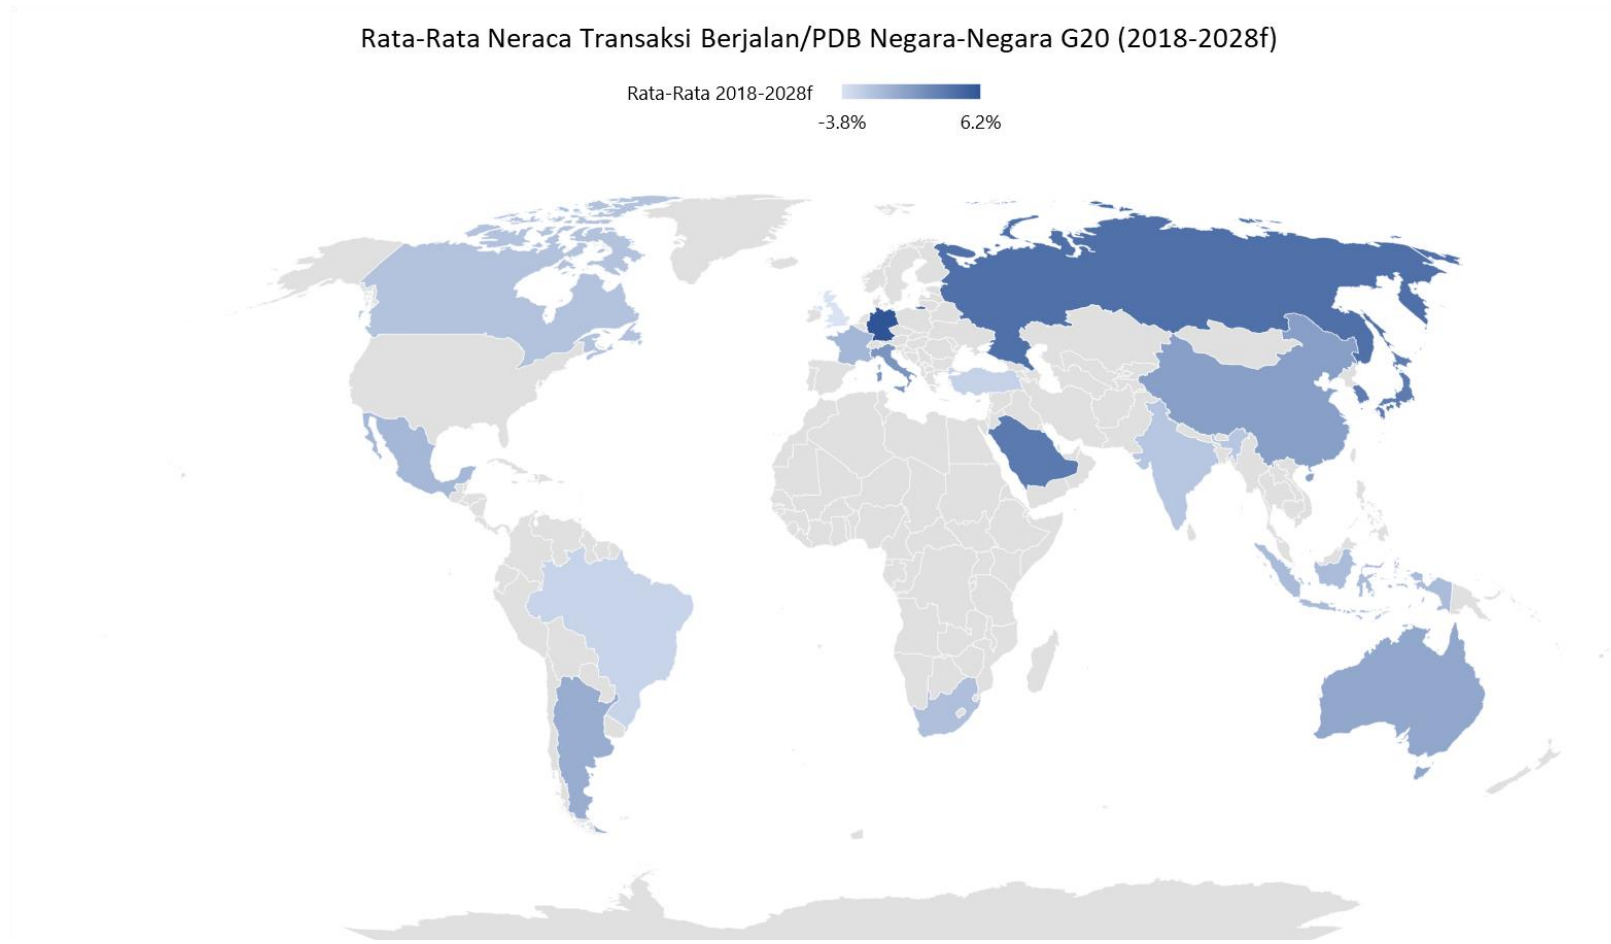 Rata-Rata Neraca Transaksi Berjalan/PDB Negara-Negara G20 (2018-2028f)
Rata-Rata 2018-2028f
-3.8% 6.2%